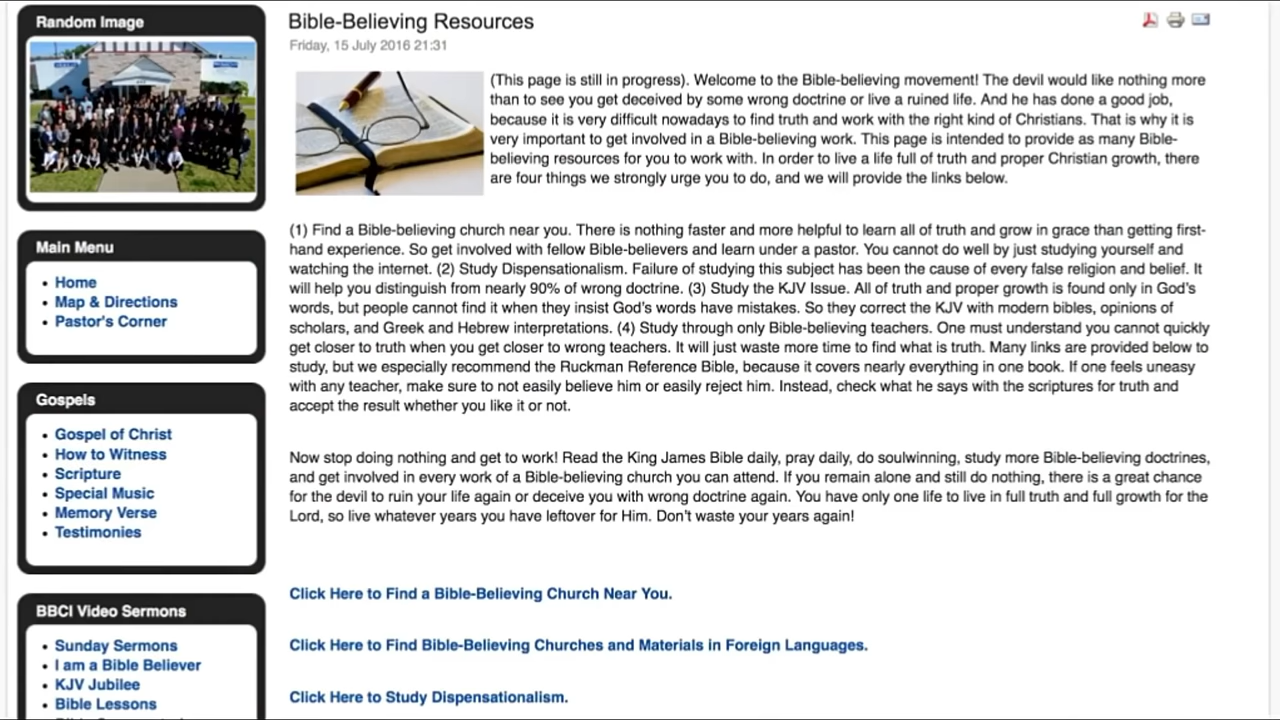 Random Image
Main Menu
Home
Map & Directions
Pastor's Corner
Gospels
Gospel of Christ
How to Witness
Scripture
Special Music
Memory Verse
Testimonies
BBCI Video Sermons
Sunday Sermons
I am a Bible Believer
KJV Jubilee
Bible Lessons
Bible-Believing Resources
Friday, 15 July 2016 21:31
(This page is still in progress). Welcome to the Bible-believing movement! The devil would like nothing more
than to see you get deceived by some wrong doctrine or live a ruined life. And he has done a good job,
because it is very difficult nowadays to find truth and work with the right kind of Christians. That is why it is
very important to get involved in a Bible-believing work. This page is intended to provide as many Bible-
believing resources for you to work with. In order to live a life full of truth and proper Christian growth, there
are four things we strongly urge you to do, and we will provide the links below.
(1) Find a Bible-believing church near you. There is nothing faster and more helpful to learn all of truth and grow in grace than getting first-
hand experience. So get involved with fellow Bible-believers and learn under a pastor. You cannot do well by just studying yourself and
watching the internet. (2) Study Dispensationalism. Failure of studying this subject has been the cause of every false religion and belief. It
will help you distinguish from nearly 90% of wrong doctrine. (3) Study the KJV Issue. All of truth and proper growth is found only in God's
words, but people cannot find it when they insist God's words have mistakes. So they correct the KJV with modern bibles, opinions of
scholars, and Greek and Hebrew interpretations. (4) Study through only Bible-believing teachers. One must understand you cannot quickly
get closer to truth when you get closer to wrong teachers. It will just waste more time to find what is truth. Many links are provided below to
study, but we especially recommend the Ruckman Reference Bible, because it covers nearly everything in one book. If one feels uneasy
with any teacher, make sure to not easily believe him or easily reject him. Instead, check what he says with the scriptures for truth and
accept the result whether you like it or not.
Now stop doing nothing and get to work! Read the King James Bible daily, pray daily, do soulwinning, study more Bible-believing doctrines,
and get involved in every work of a Bible-believing church you can attend. If you remain alone and still do nothing, there is a great chance
for the devil to ruin your life again or deceive you with wrong doctrine again. You have only one life to live in full truth and full growth for the
Lord, so live whatever years you have leftover for Him. Don't waste your years again!
Click Here to Find a Bible-Believing Church Near You.
Click Here to Find Bible-Believing Churches and Materials in Foreign Languages.
Click Here to Study Dispensationalism.